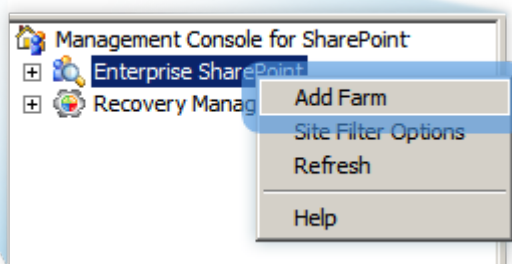 Management Console for SharePoint
Enterprise SharePoint
Recovery Manag
Add Farm
Site Filter Options
Refresh
Help